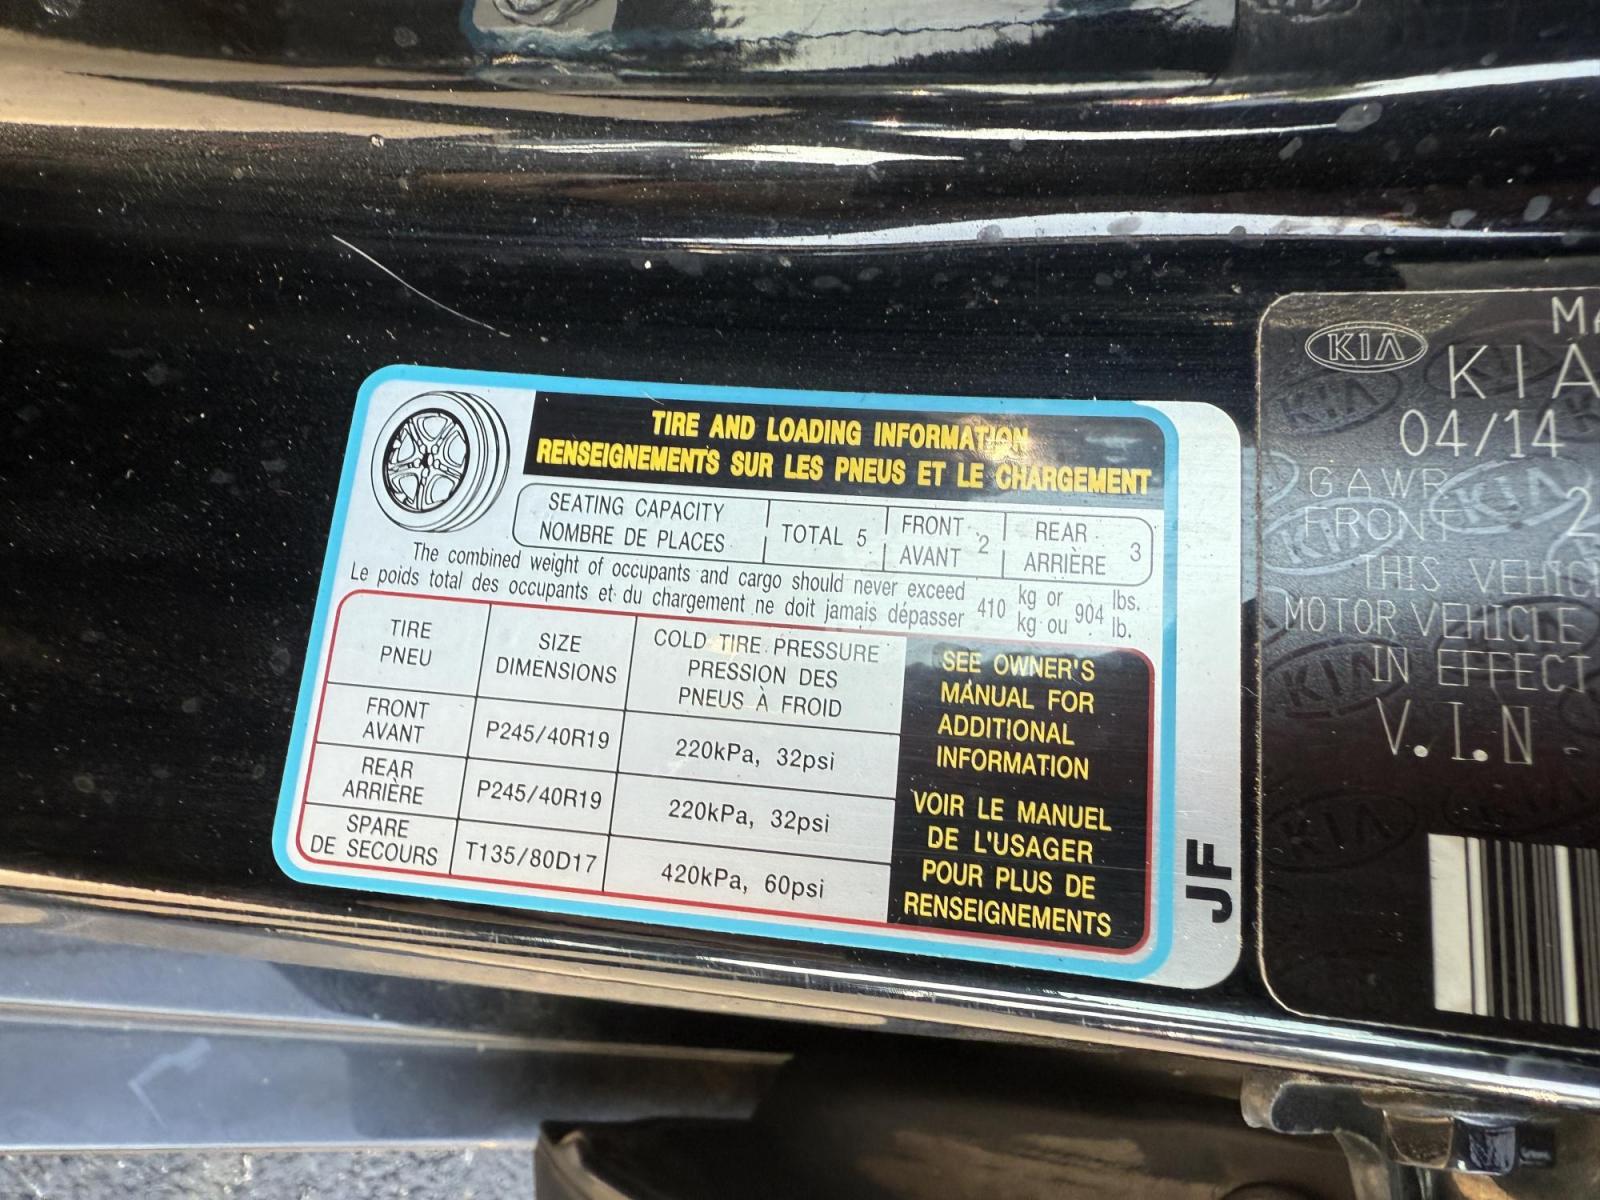 TIRE AND LOADING INFORMATION
RENSEIGNEMENTS SUR LES PNEUS ET LE CHARGEMENT
SEATING CAPACITY
NOMBRE DE PLACES
TOTAL 5
FRONT
AVANT
2
REAR
ARRIÈRE
3
The combined weight of occupants and cargo should never exceed
Le poids total des occupants et du chargement ne doit jamais dépasser
410
kg or
kg ou
904
lbs.
lb.
TIRE
PNEU
SIZE
DIMENSIONS
COLD TIRE PRESSURE
PRESSION DES
PNEUS À FROID
FRONT
AVANT
P245/40R19
220kPa, 32psi
REAR
ARRIÈRE
P245/40R19
220kPa, 32psi
SPARE
DE SECOURS
T135/80D17
420kPa, 60psi
SEE OWNER'S
MANUAL FOR
ADDITIONAL
INFORMATION
VOIR LE MANUEL
DE L'USAGER
POUR PLUS DE
RENSEIGNEMENTS
JF
KIA
KIA
04/14
GAWR
FRONT 2
THIS
MOTOR VEHICLE
IN
V.I.N